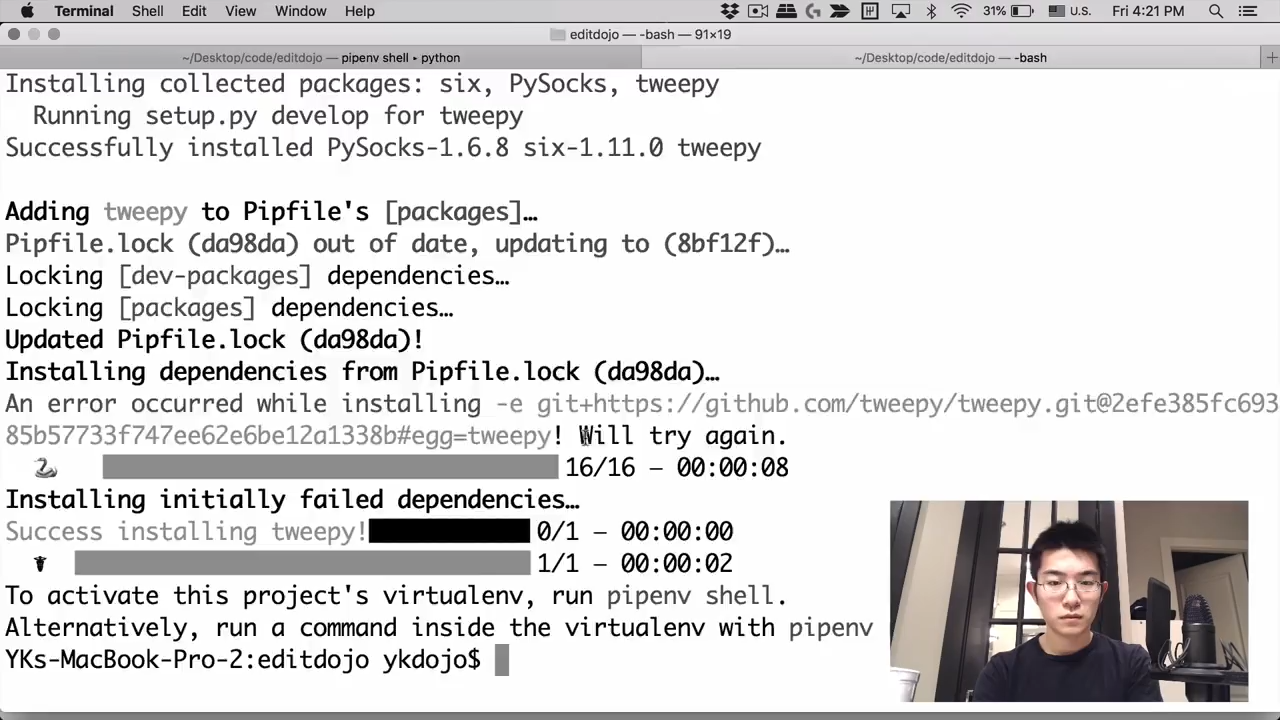 Terminal Shell Edit View Window Help 31% U.S. Fri 4:21 PM
editdojo — -bash — 91×19
~/Desktop/code/editdojo — pipenv shell ▸ python ~/Desktop/code/editdojo — -bash
Installing collected packages: six, PySocks, tweepy
Running setup.py develop for tweepy
Successfully installed PySocks-1.6.8 six-1.11.0 tweepy
Adding tweepy to Pipfile's [packages]…
Pipfile.lock (da98da) out of date, updating to (8bf12f)…
Locking [dev-packages] dependencies…
Locking [packages] dependencies…
Updated Pipfile.lock (da98da)!
Installing dependencies from Pipfile.lock (da98da)…
An error occurred while installing -e git+https://github.com/tweepy/tweepy.git@2efe385fc693
85b57733f747ee62e6be12a1338b#egg=tweepy! Will try again.
16/16 — 00:00:08
Installing initially failed dependencies…
Success installing tweepy! 0/1 — 00:00:00
1/1 — 00:00:02
To activate this project's virtualenv, run pipenv shell.
Alternatively, run a command inside the virtualenv with pipenv
YKs-MacBook-Pro-2:editdojo ykdojo$